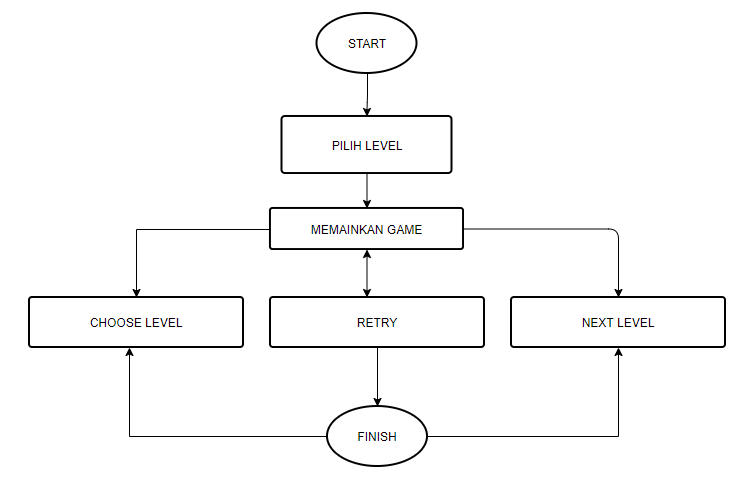 START
PILIH LEVEL
MEMAINKAN GAME
CHOOSE LEVEL
RETRY
NEXT LEVEL
FINISH